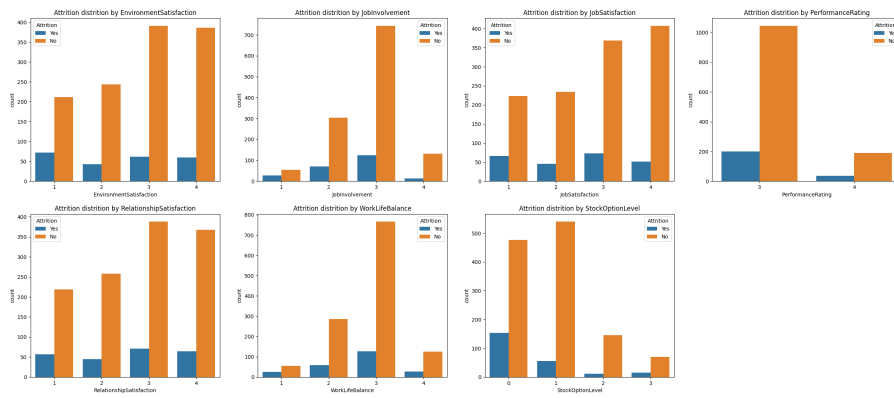 Attrition distrition by EnvironmentSatisfaction
Attrition
Yes
No
count
400
350
300
250
200
150
100
50
0
1 2 3 4
EnvironmentSatisfaction
Attrition distrition by JobInvolvement
Attrition
Yes
No
count
700
600
500
400
300
200
100
0
1 2 3 4
JobInvolvement
Attrition distrition by JobSatisfaction
Attrition
Yes
No
count
400
350
300
250
200
150
100
50
0
1 2 3 4
JobSatisfaction
Attrition distrition by PerformanceRating
Attrition
Yes
No
count
1000
800
600
400
200
0
3 4
PerformanceRating
Attrition distrition by RelationshipSatisfaction
Attrition
Yes
No
count
400
350
300
250
200
150
100
50
0
1 2 3 4
RelationshipSatisfaction
Attrition distrition by WorkLifeBalance
Attrition
Yes
No
count
800
700
600
500
400
300
200
100
0
1 2 3 4
WorkLifeBalance
Attrition distrition by StockOptionLevel
Attrition
Yes
No
count
500
400
300
200
100
0
0 1 2 3
StockOptionLevel